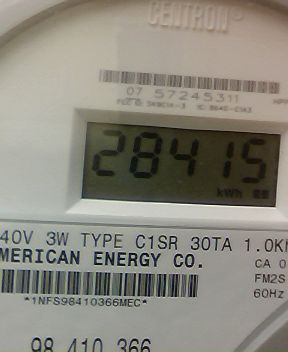 CENTRON®
07 57245311
28415
kWh
40V 3W TYPE C1SR 30TA 1.0K
MERICAN ENERGY CO.
CA 0
FM2S
60Hz
*1NFS98410366MEC*
98 410 366